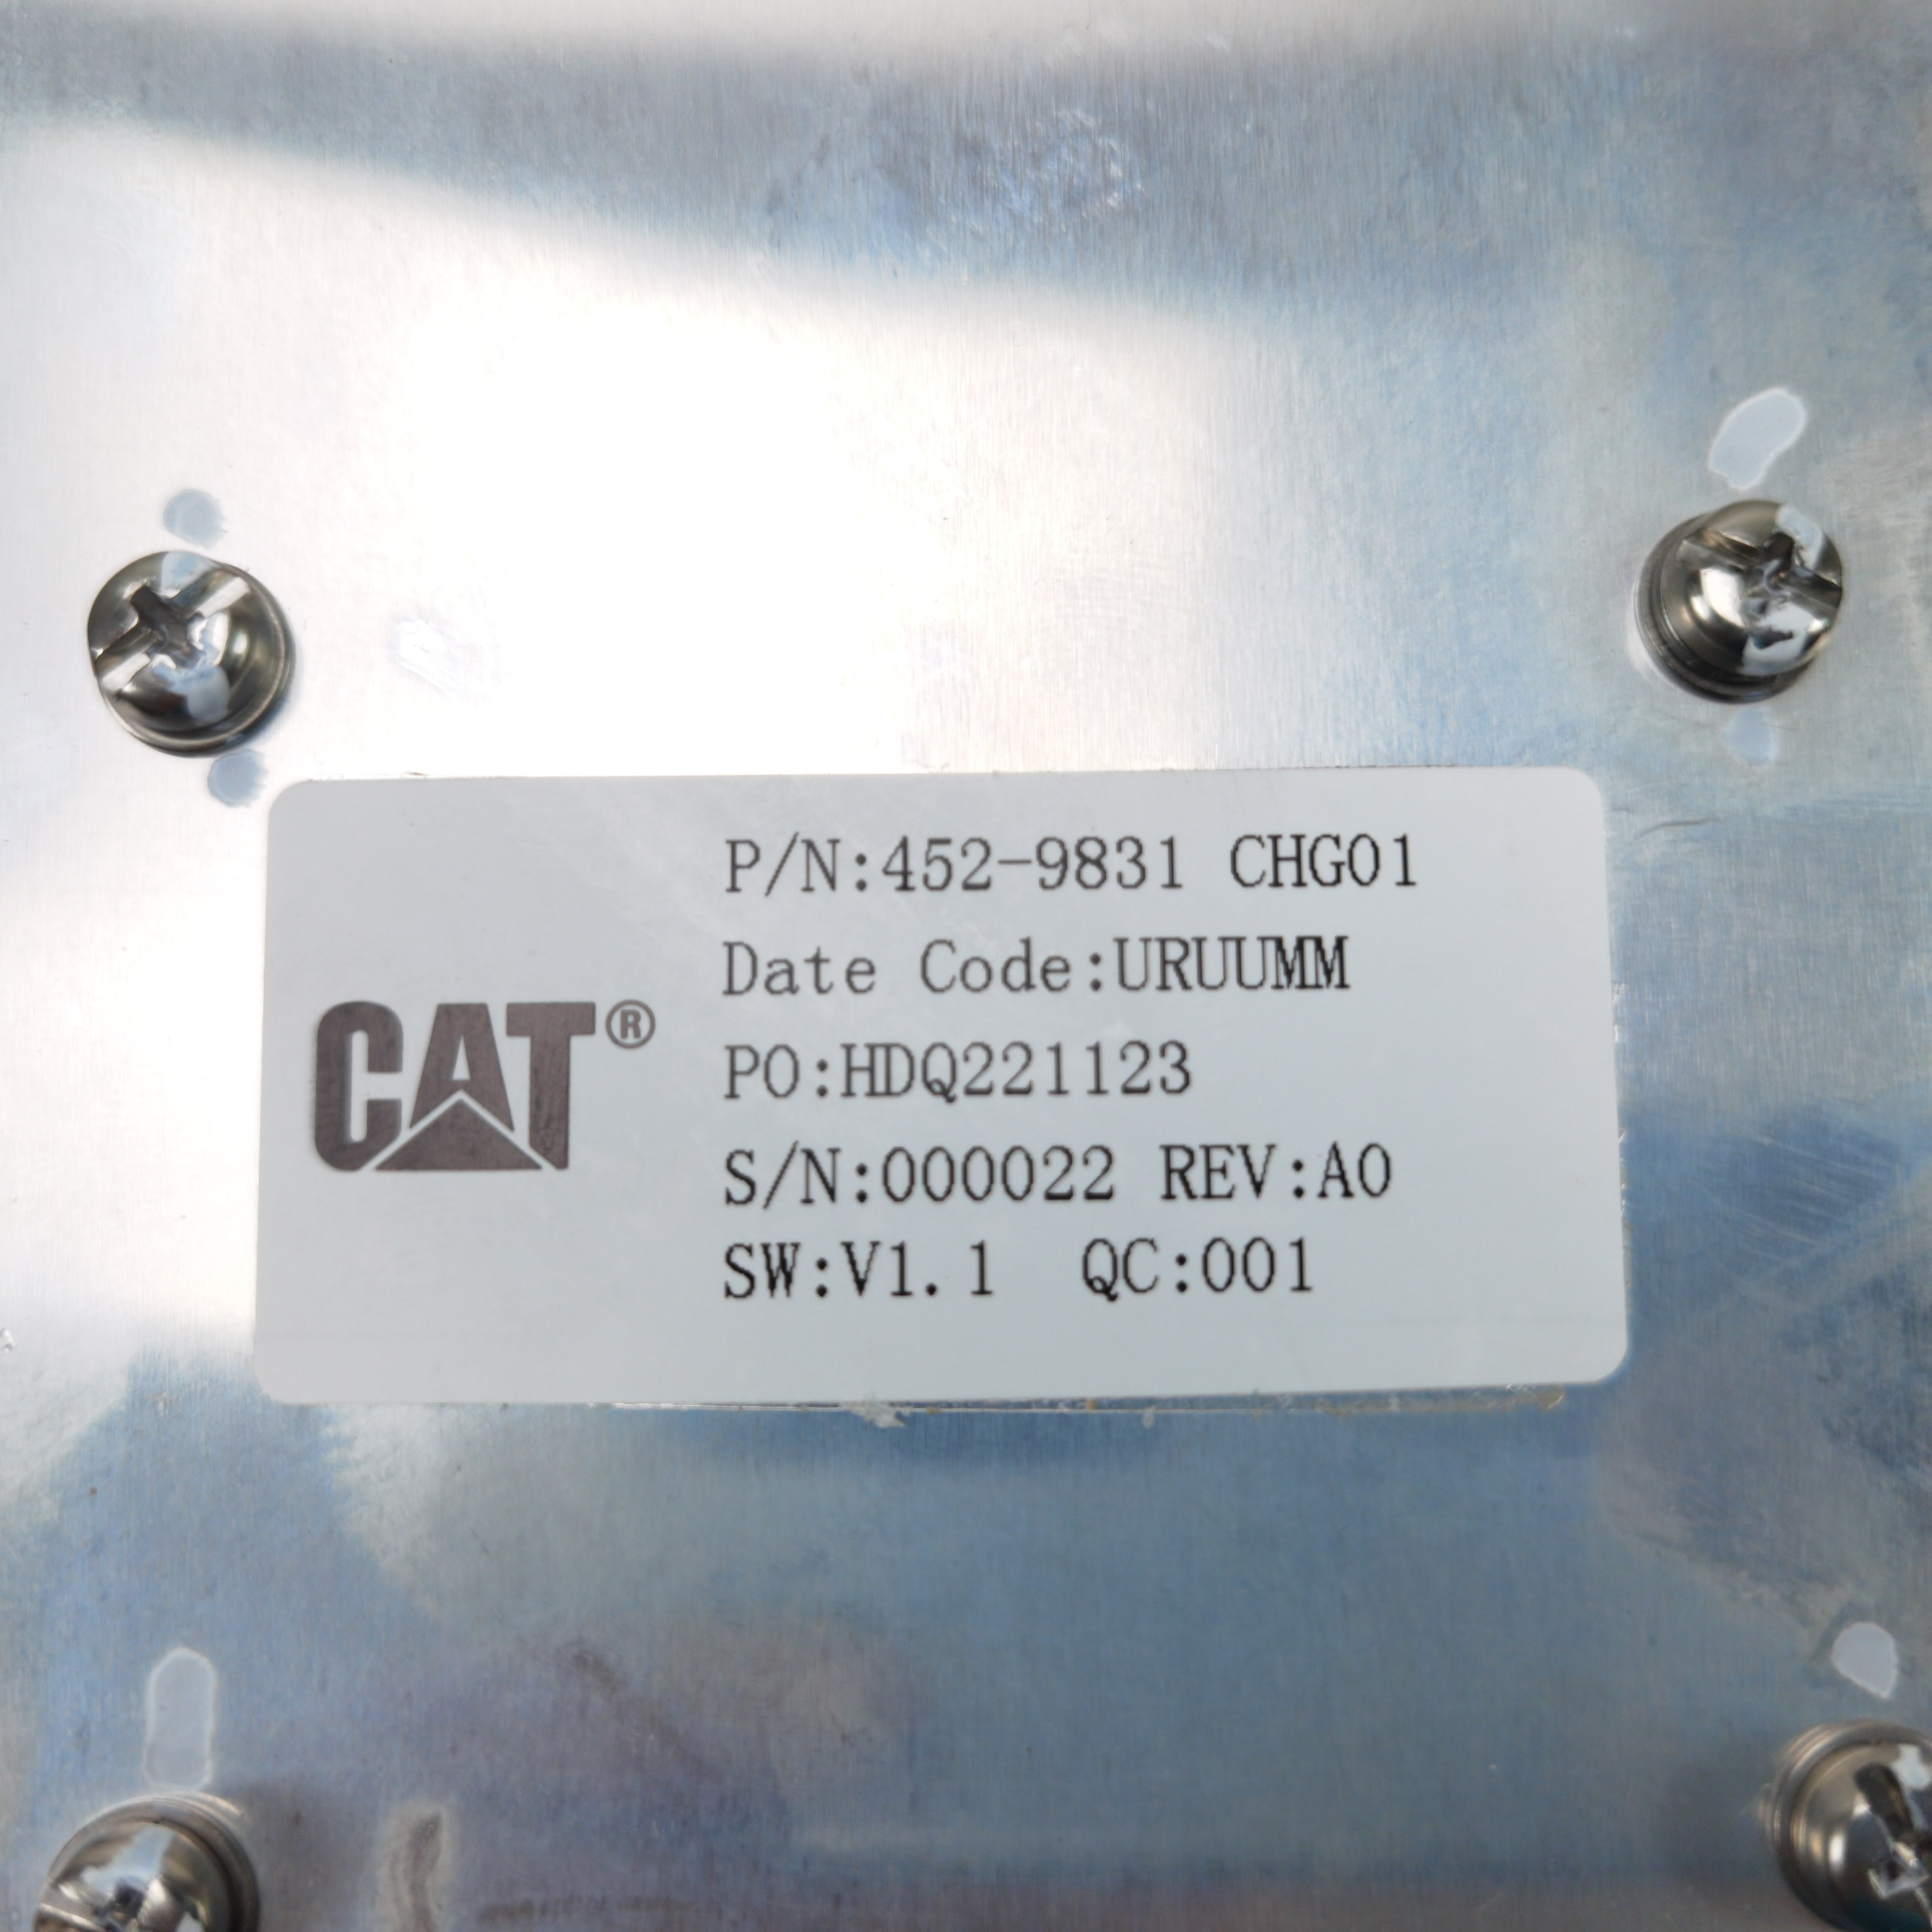 CAT®
P/N:452-9831 CHG01
Date Code:URUUMM
PO:HDQ221123
S/N:000022 REV:A0
SW:V1.1 QC:001